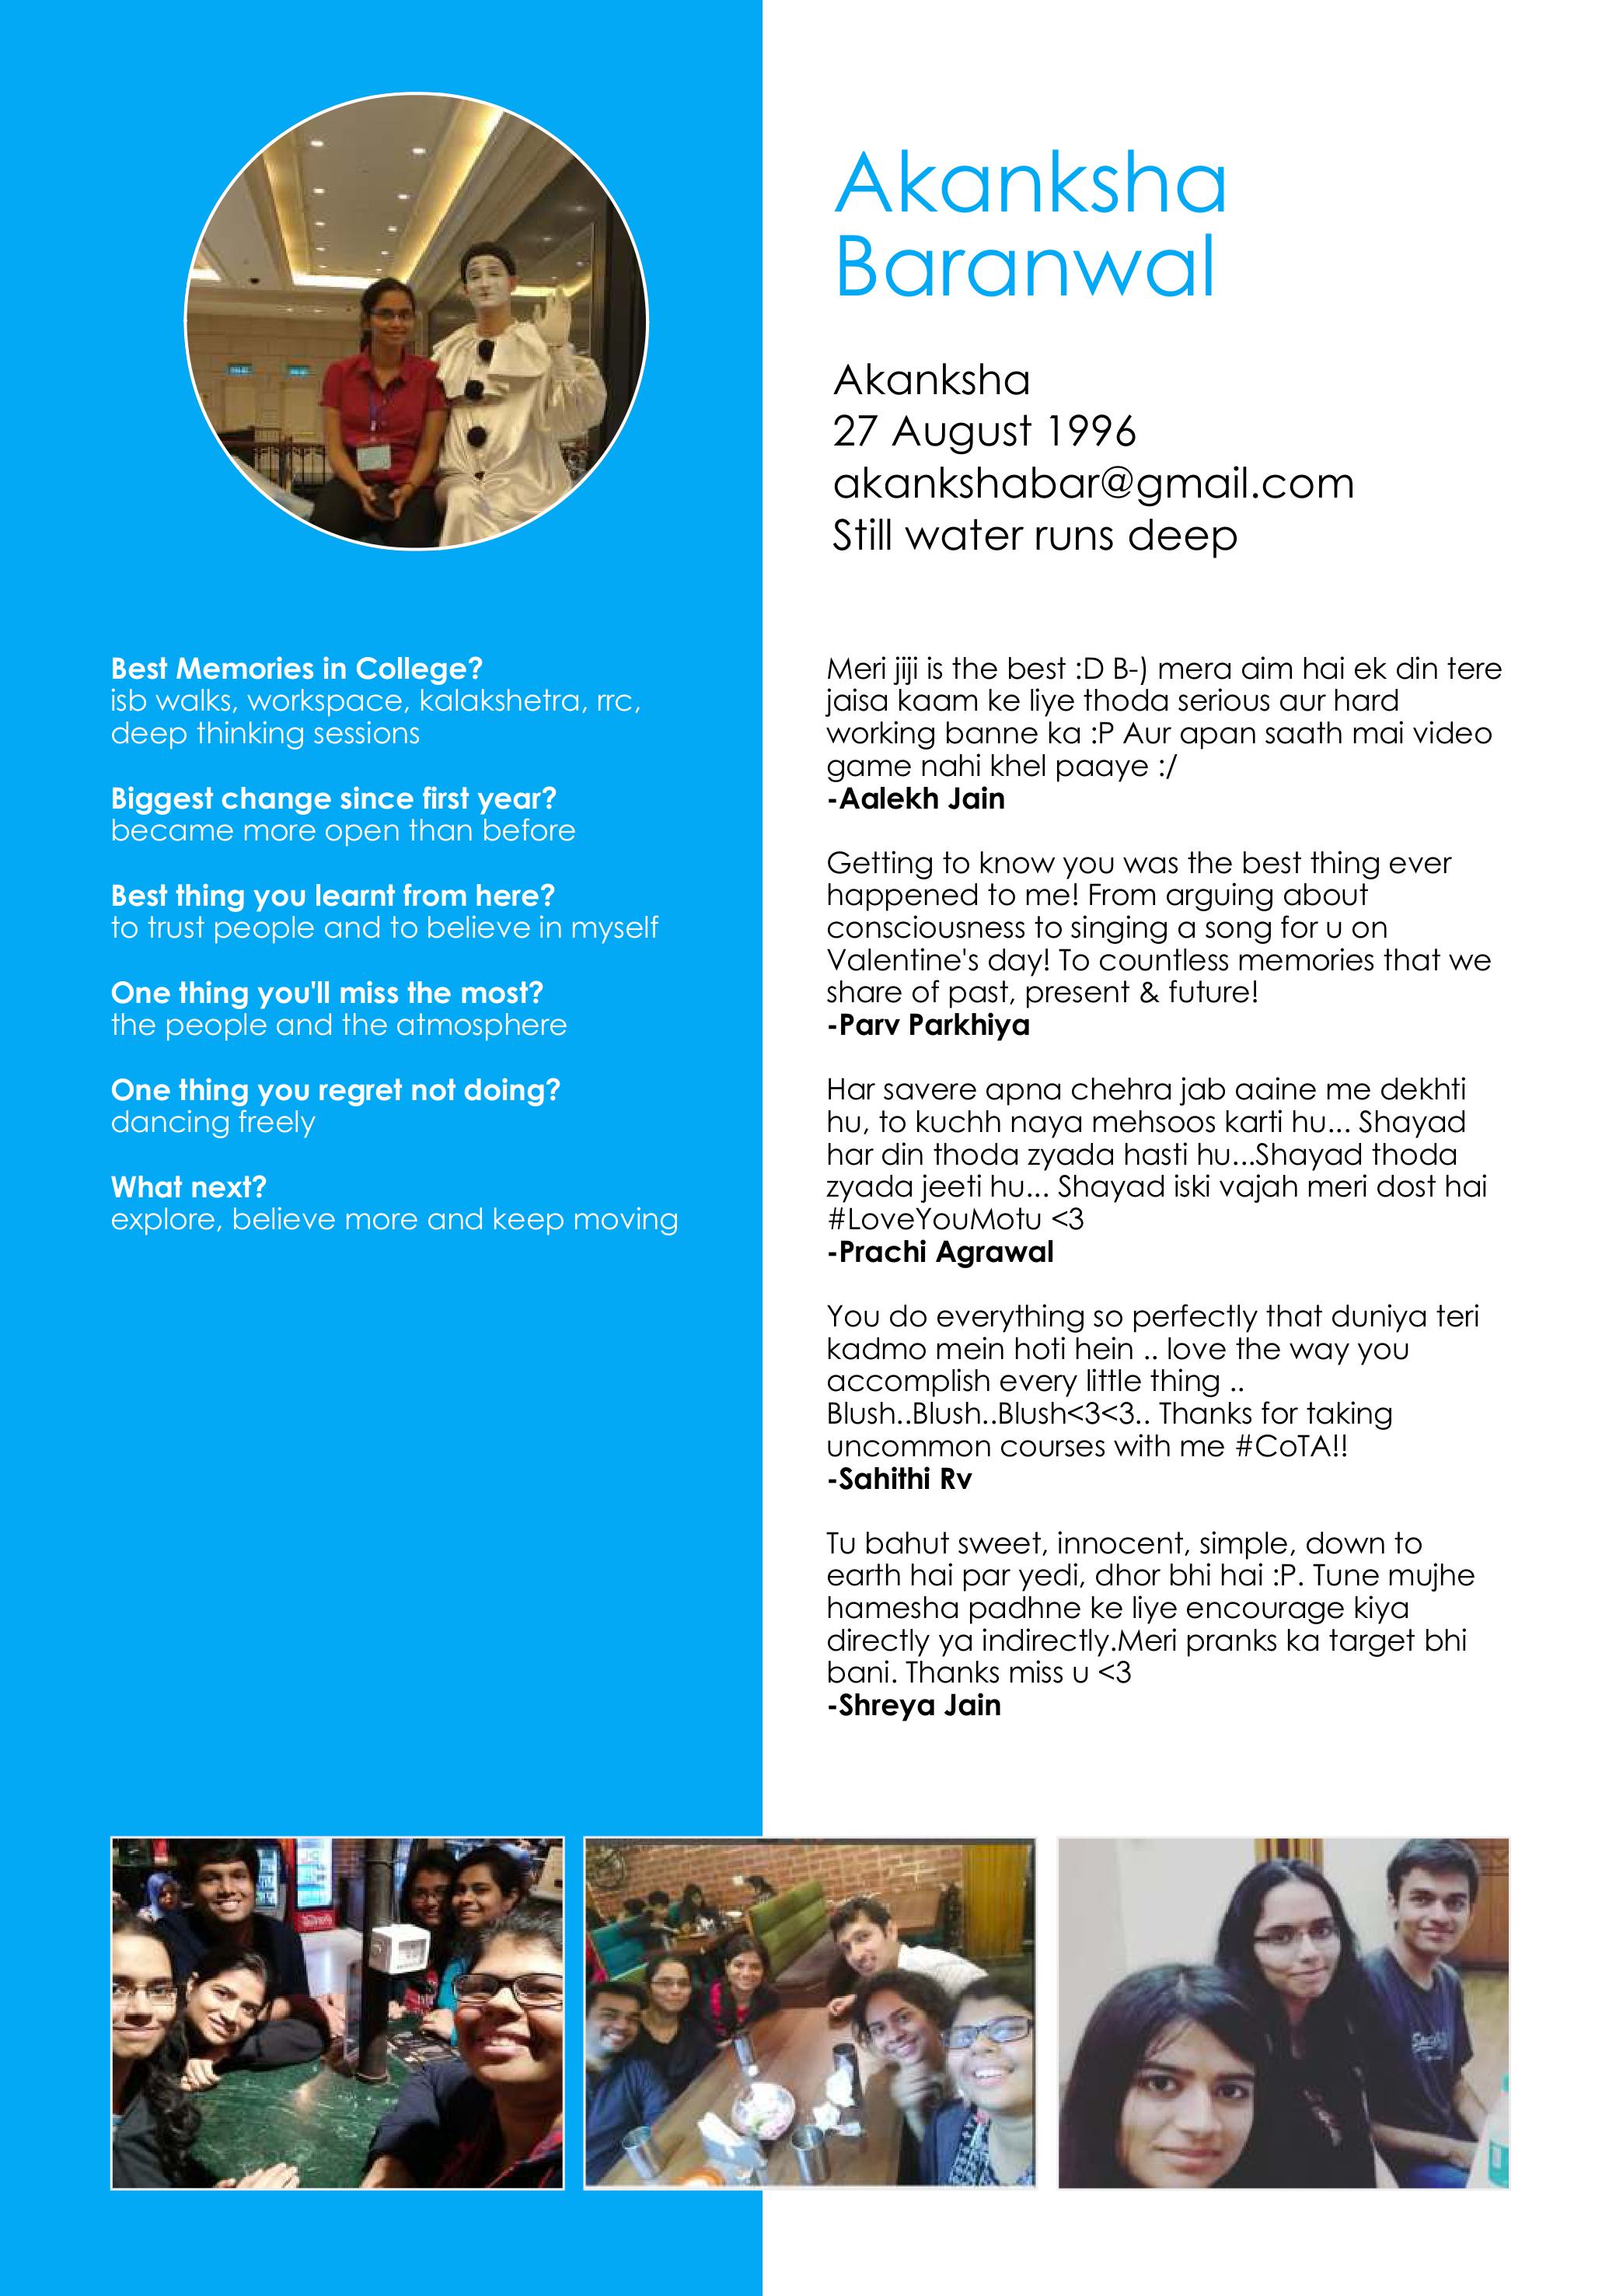 Akanksha
Baranwal
Akanksha
27 August 1996
akankshabar@gmail.com
Still water runs deep
Best Memories in College?
isb walks, workspace, kalakshetra, rrc,
deep thinking sessions
Biggest change since first year?
became more open than before
Best thing you learnt from here?
to trust people and to believe in myself
One thing you'll miss the most?
the people and the atmosphere
One thing you regret not doing?
dancing freely
What next?
explore, believe more and keep moving
Meri jiji is the best :D B-) mera aim hai ek din tere
jaisa kaam ke liye thoda serious aur hard
working banne ka :P Aur apan saath mai video
game nahi khel paaye :/
-Aalekh Jain
Getting to know you was the best thing ever
happened to me! From arguing about
consciousness to singing a song for u on
Valentine's day! To countless memories that we
share of past, present & future!
-Parv Parkhiya
Har savere apna chehra jab aaine me dekhti
hu, to kuchh naya mehsoos karti hu... Shayad
har din thoda zyada hasti hu...Shayad thoda
zyada jeeti hu... Shayad iski vajah meri dost hai
#LoveYouMotu <3
-Prachi Agrawal
You do everything so perfectly that duniya teri
kadmo mein hoti hein .. love the way you
accomplish every little thing ..
Blush..Blush..Blush<3<3.. Thanks for taking
uncommon courses with me #CoTA!!
-Sahithi Rv
Tu bahut sweet, innocent, simple, down to
earth hai par yedi, dhor bhi hai :P. Tune mujhe
hamesha padhne ke liye encourage kiya
directly ya indirectly.Meri pranks ka target bhi
bani. Thanks miss u <3
-Shreya Jain